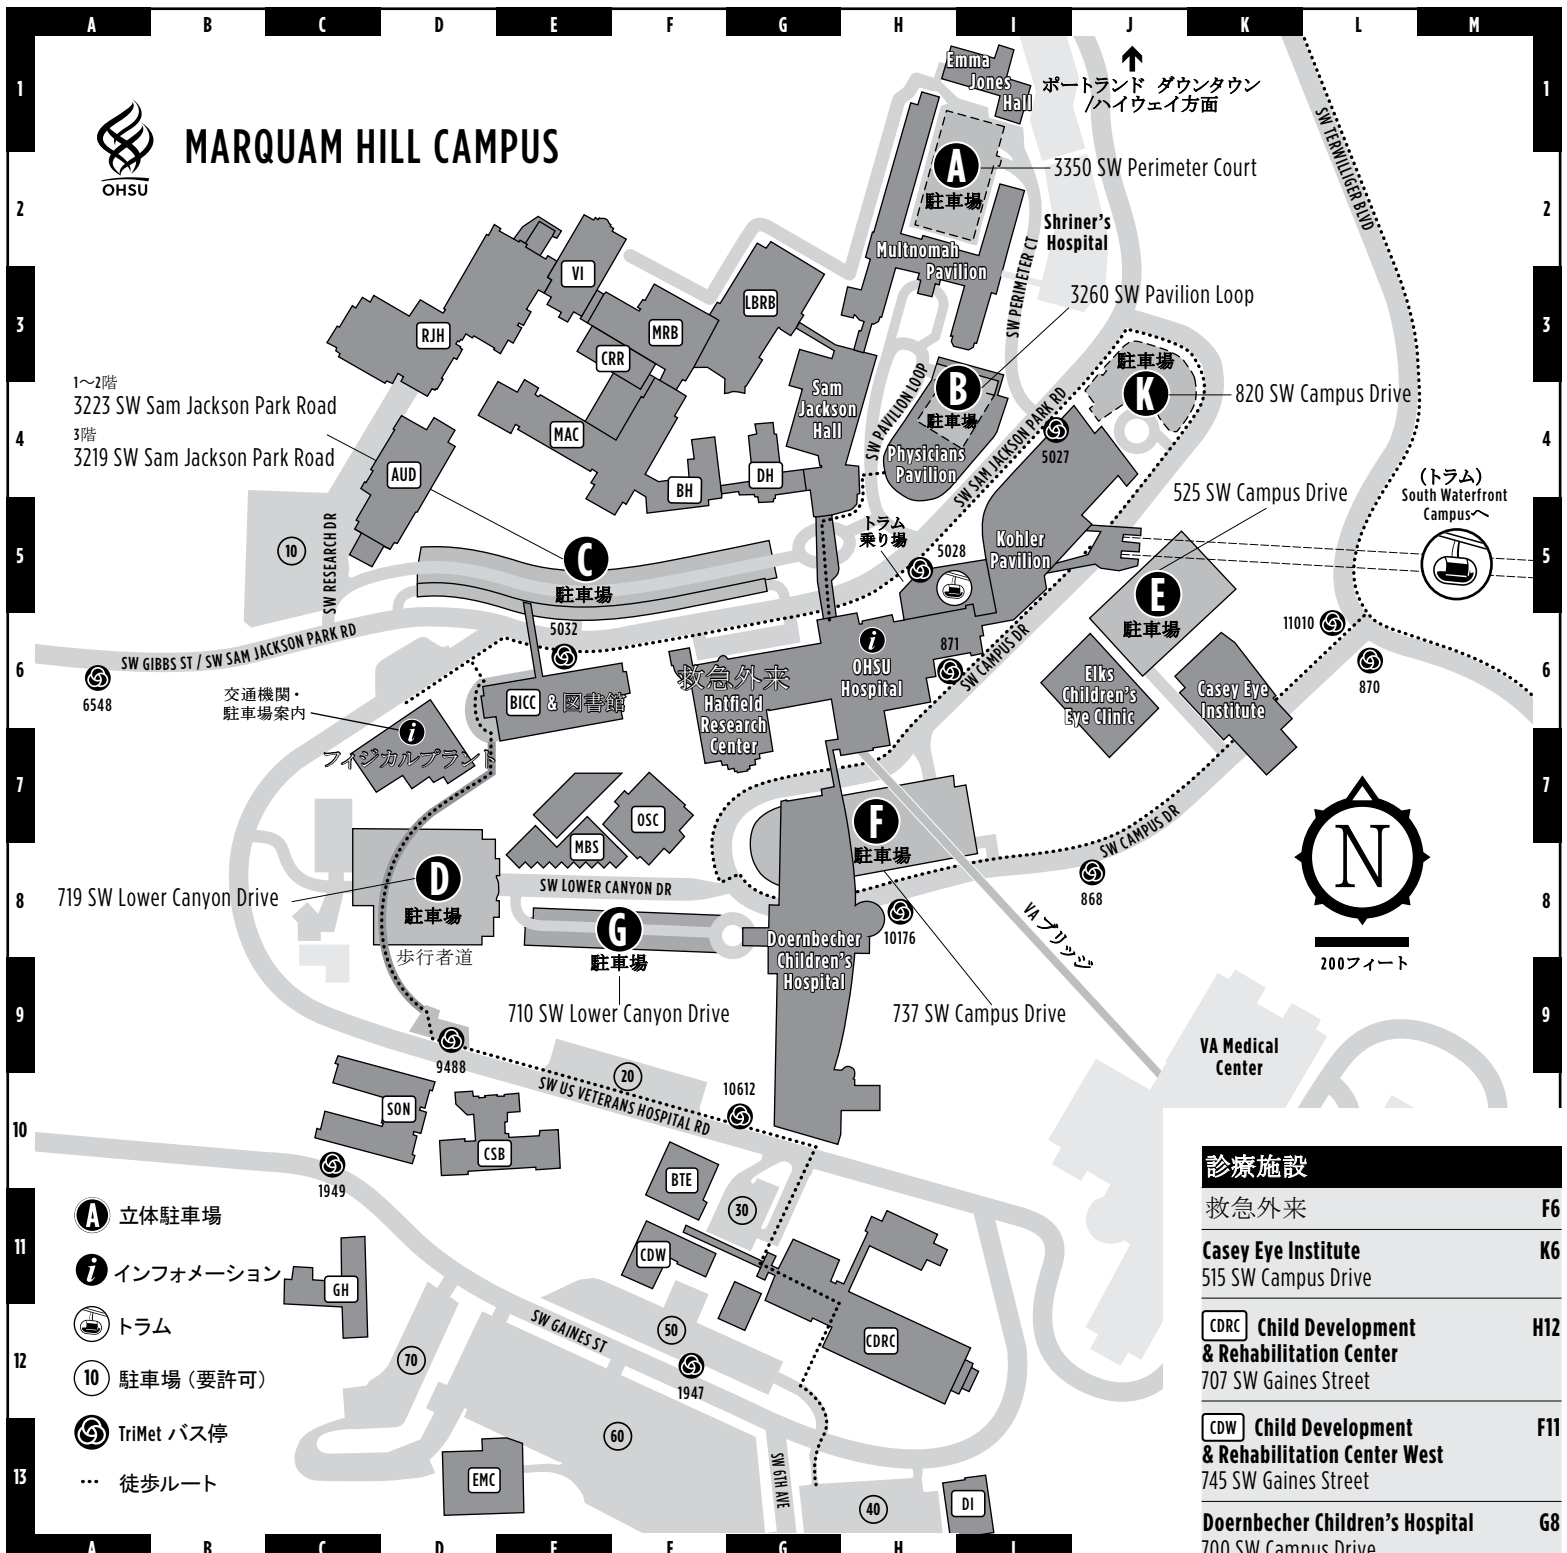 A B C D E F G H I J K L M
1 1
2 2
3 3
4 4
5 5
6 6
7 7
8 8
9 9
10
11
12
13
A B C D E F G H I
OHSU
MARQUAM HILL CAMPUS
Emma
Jones
Hall
ポートランド ダウンタウン
/ハイウェイ方面
A
駐車場
3350 SW Perimeter Court
Shriner's
Hospital
Multnomah
Pavilion
SW PERIMETER CT
SW TERWILLIGER BLVD
3260 SW Pavilion Loop
VI
RJH
LBRB
MRB
CRR
MAC
BH
DH
AUD
Sam
Jackson
Hall
SW PAVILION LOOP
B
駐車場
Physicians
Pavilion
SW SAM JACKSON PARK RD
駐車場
K
820 SW Campus Drive
5027
1〜2階
3223 SW Sam Jackson Park Road
3階
3219 SW Sam Jackson Park Road
525 SW Campus Drive
(トラム)
South Waterfront
Campusへ
10
SW RESEARCH DR
C
駐車場
トラム
乗り場
5028
Kohler
Pavilion
E
駐車場
SW GIBBS ST / SW SAM JACKSON PARK RD
6548
5032
BICC & 図書館
救急外来
Hatfield
Research
Center
i
OHSU
Hospital
871
SW CAMPUS DR
Elks
Children's
Eye Clinic
Casey Eye
Institute
11010
870
交通機関・
駐車場案内
i
フィジカルプラント
OSC
MBS
F
駐車場
SW CAMPUS DR
868
N
200フィート
719 SW Lower Canyon Drive
D
駐車場
歩行者道
SW LOWER CANYON DR
G
駐車場
710 SW Lower Canyon Drive
Doernbecher
Children's
Hospital
10176
737 SW Campus Drive
VA ブリッジ
VA Medical
Center
9488
20
SW US VETERANS HOSPITAL RD
10612
SON
CSB
1949
BTE
30
CDW
GH
SW GAINES ST
50
70
1947
60
CDRC
EMC
SW 6TH AVE
40
DI
A 立体駐車場
i インフォメーション
トラム
10 駐車場 (要許可)
TriMet バス停
… 徒歩ルート
診療施設
救急外来 F6
Casey Eye Institute K6
515 SW Campus Drive
CDRC Child Development H12
& Rehabilitation Center
707 SW Gaines Street
CDW Child Development F11
& Rehabilitation Center West
745 SW Gaines Street
Doernbecher Children's Hospital G8
700 SW Campus Drive